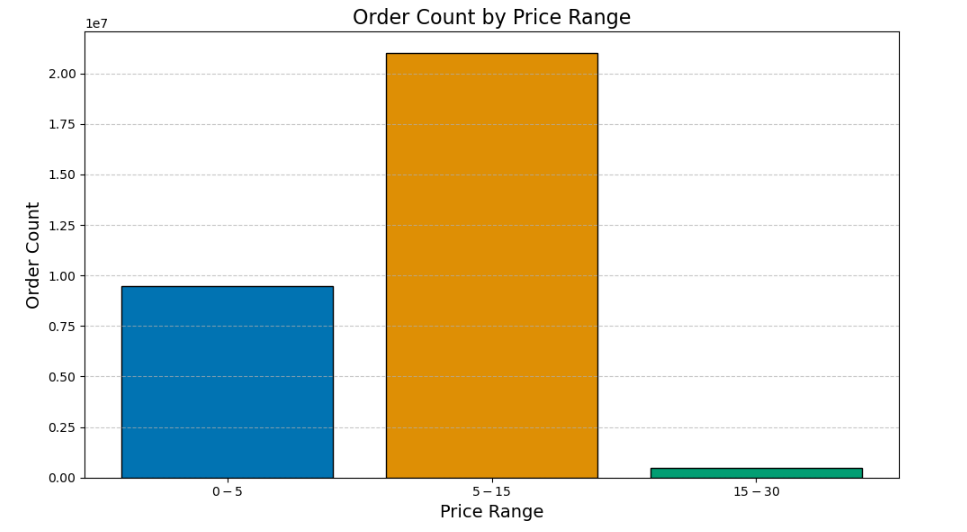 Order Count by Price Range
1e7
2.00
1.75
1.50
1.25
1.00
0.75
0.50
0.25
0.00
Order Count
0 − 5
5 − 15
15 − 30
Price Range